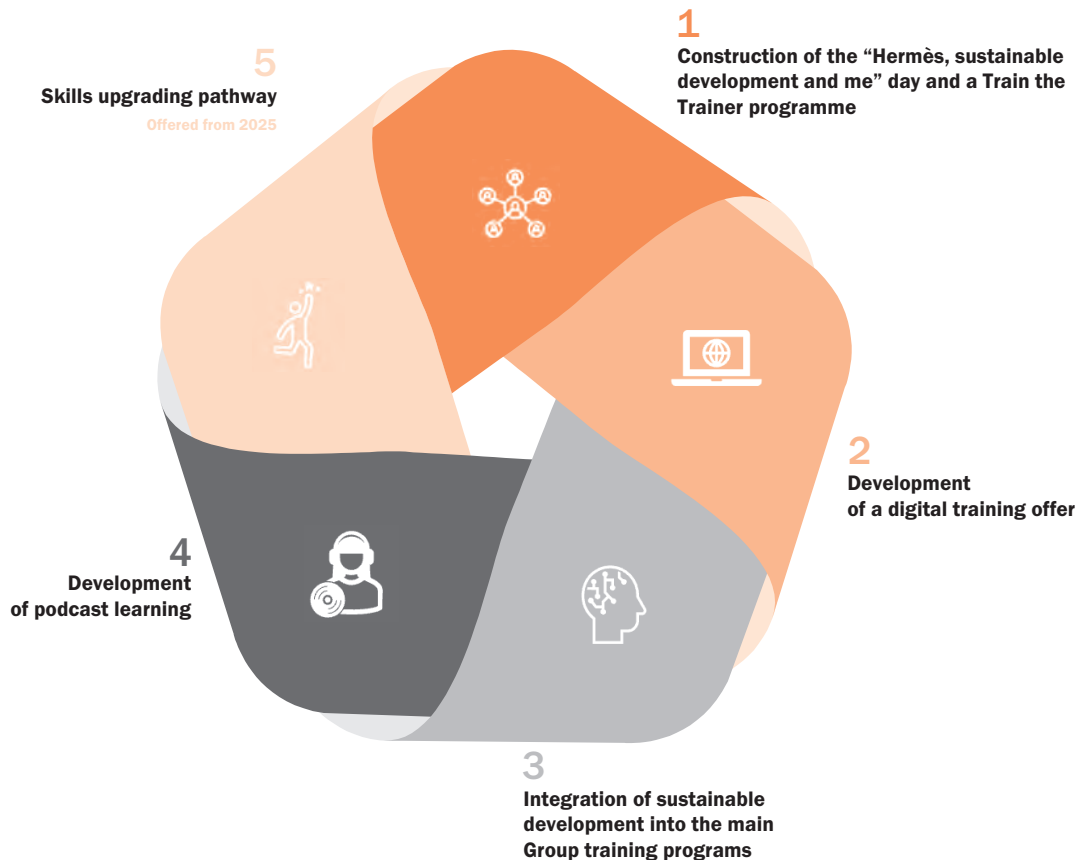 1
Construction of the “Hermès, sustainable
development and me” day and a Train the
Trainer programme
2
Development
of a digital training offer
3
Integration of sustainable
development into the main
Group training programs
4
Development
of podcast learning
5
Skills upgrading pathway
Offered from 2025